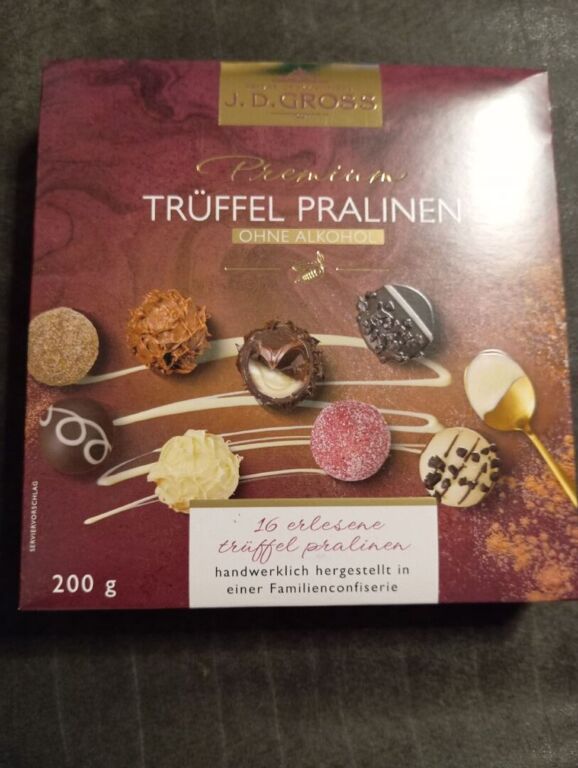 J. D. GROSS
Premium
TRÜFFEL PRALINEN
OHNE ALKOHOL
16 erlesene
trüffel pralinen
handwerklich hergestellt in
einer Familienconfiserie
200 g
SERVIERVORSCHLAG